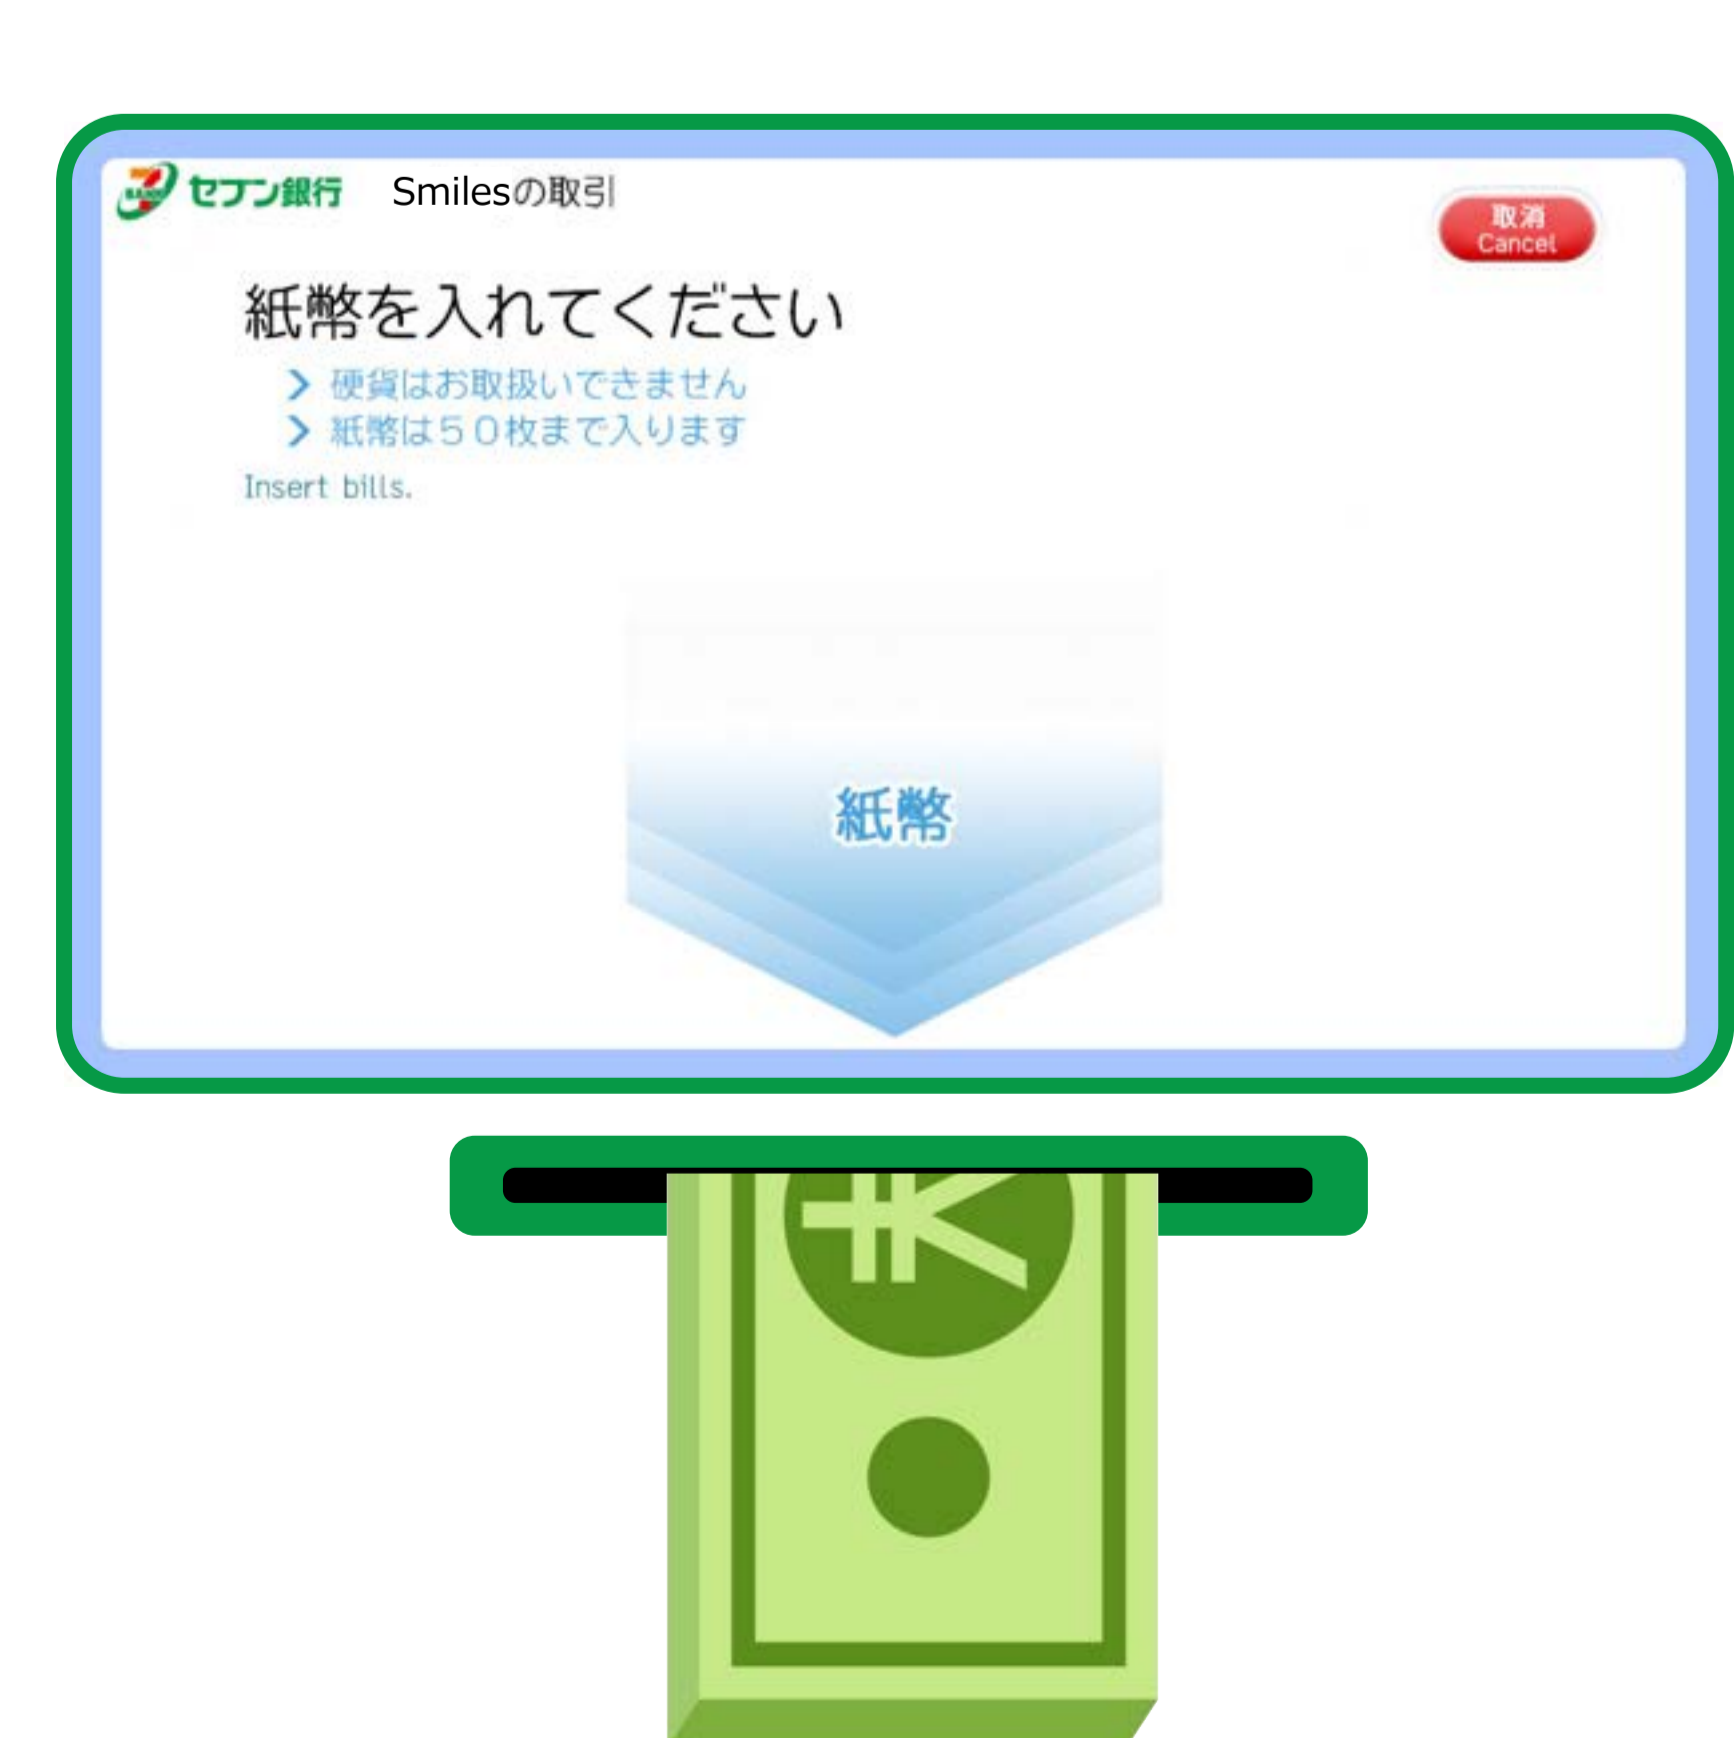 セブン銀行 Smilesの取引
取消
Cancel
紙幣を入れてください
硬貨はお取扱いできません
紙幣は50枚まで入ります
Insert bills.
紙幣
¥